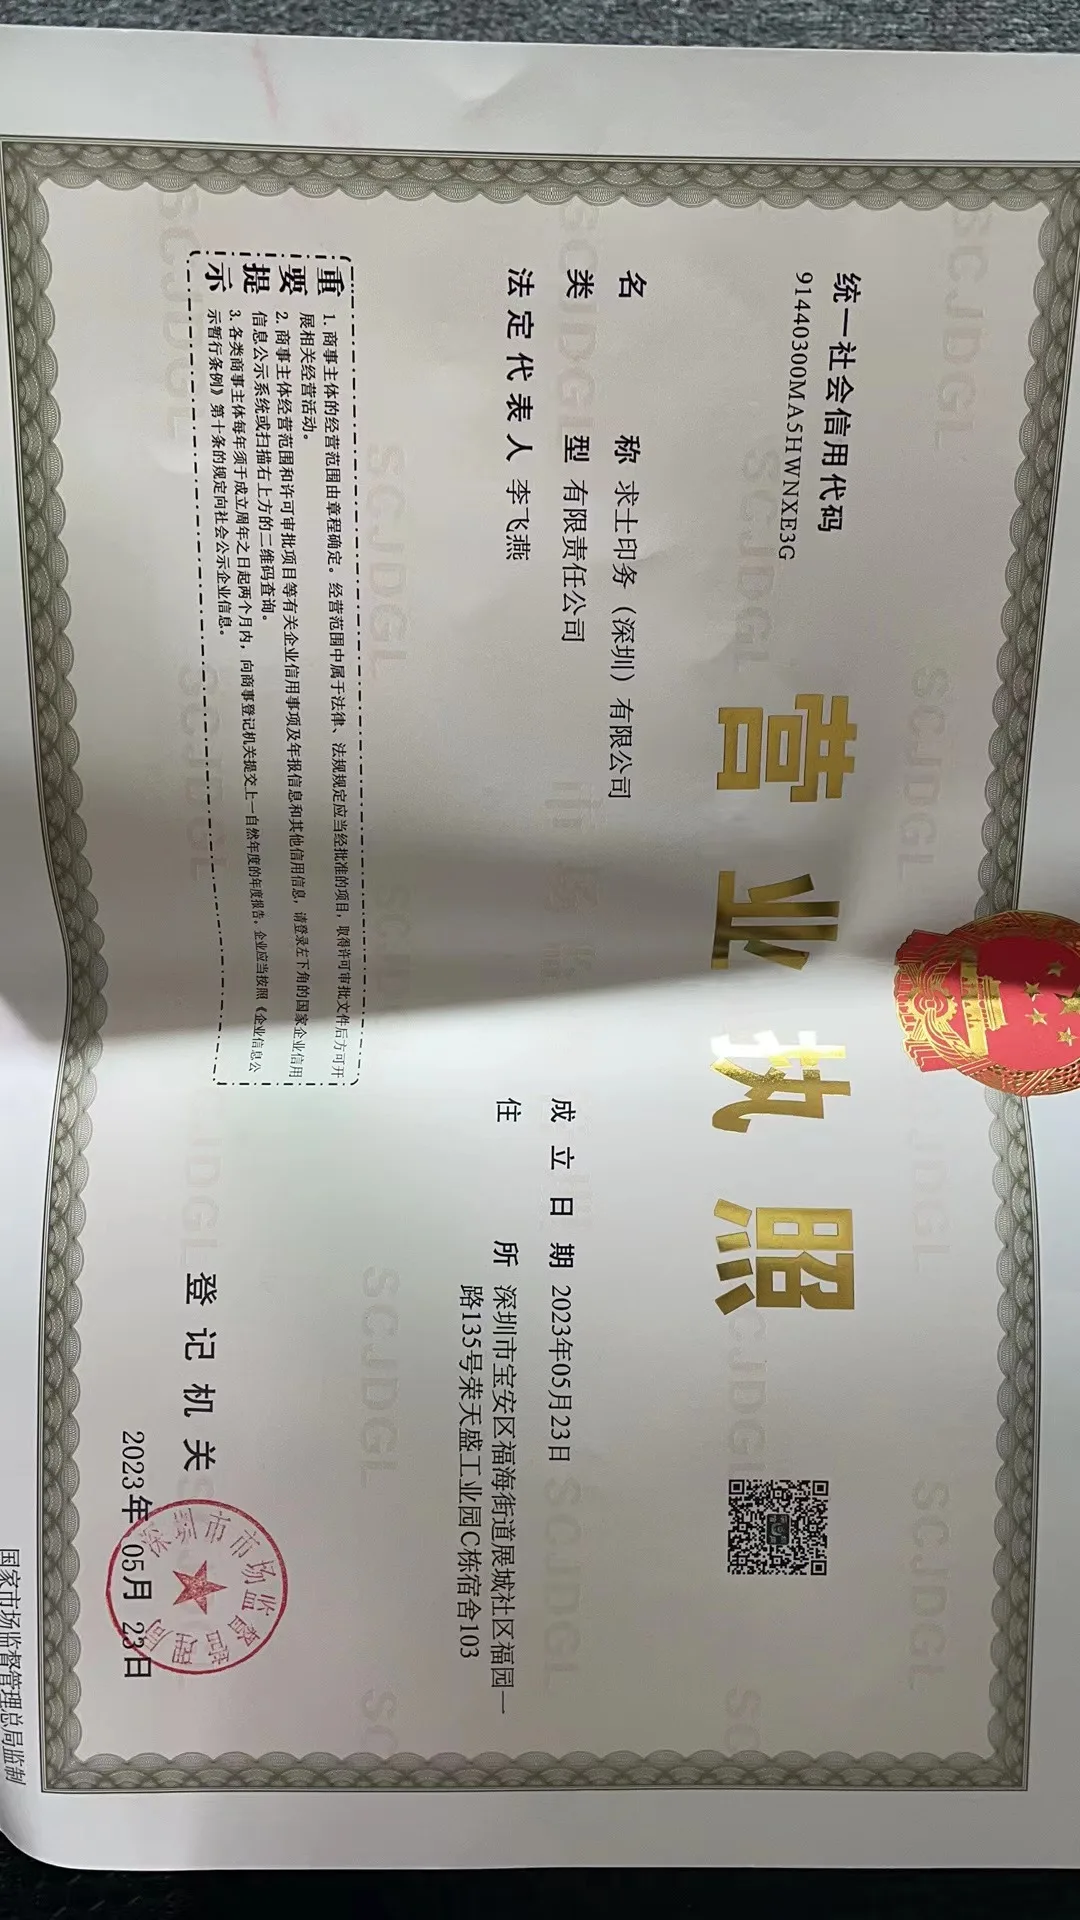 营业执照
统一社会信用代码
91440300MA5HWNXE3G
名称 求士印务（深圳）有限公司
类型 有限责任公司
法定代表人 李飞燕
成立日期 2023年05月23日
住所 深圳市宝安区福海街道展城社区福园一
路135号荣天盛工业园C栋宿舍103
重要提示
1. 商事主体的经营范围由章程确定。经营范围中属于法律、法规规定应当经批准的项目，取得许可审批文件后方可开
展相关经营活动。
2. 商事主体经营范围和许可审批项目等有关企业信用事项及年报信息和其他信用信息，请登录左下角的国家企业信用
信息公示系统或扫描右上方的二维码查询。
3. 各类商事主体每年须于成立周年之日起两个月内，向商事登记机关提交上一自然年度的年度报告。企业应当按照《企业信息公
示暂行条例》第十条的规定向社会公示企业信息。
登记机关
深圳市市场监督管理局
2023年05月23日
国家市场监督管理总局监制
SCJDGL